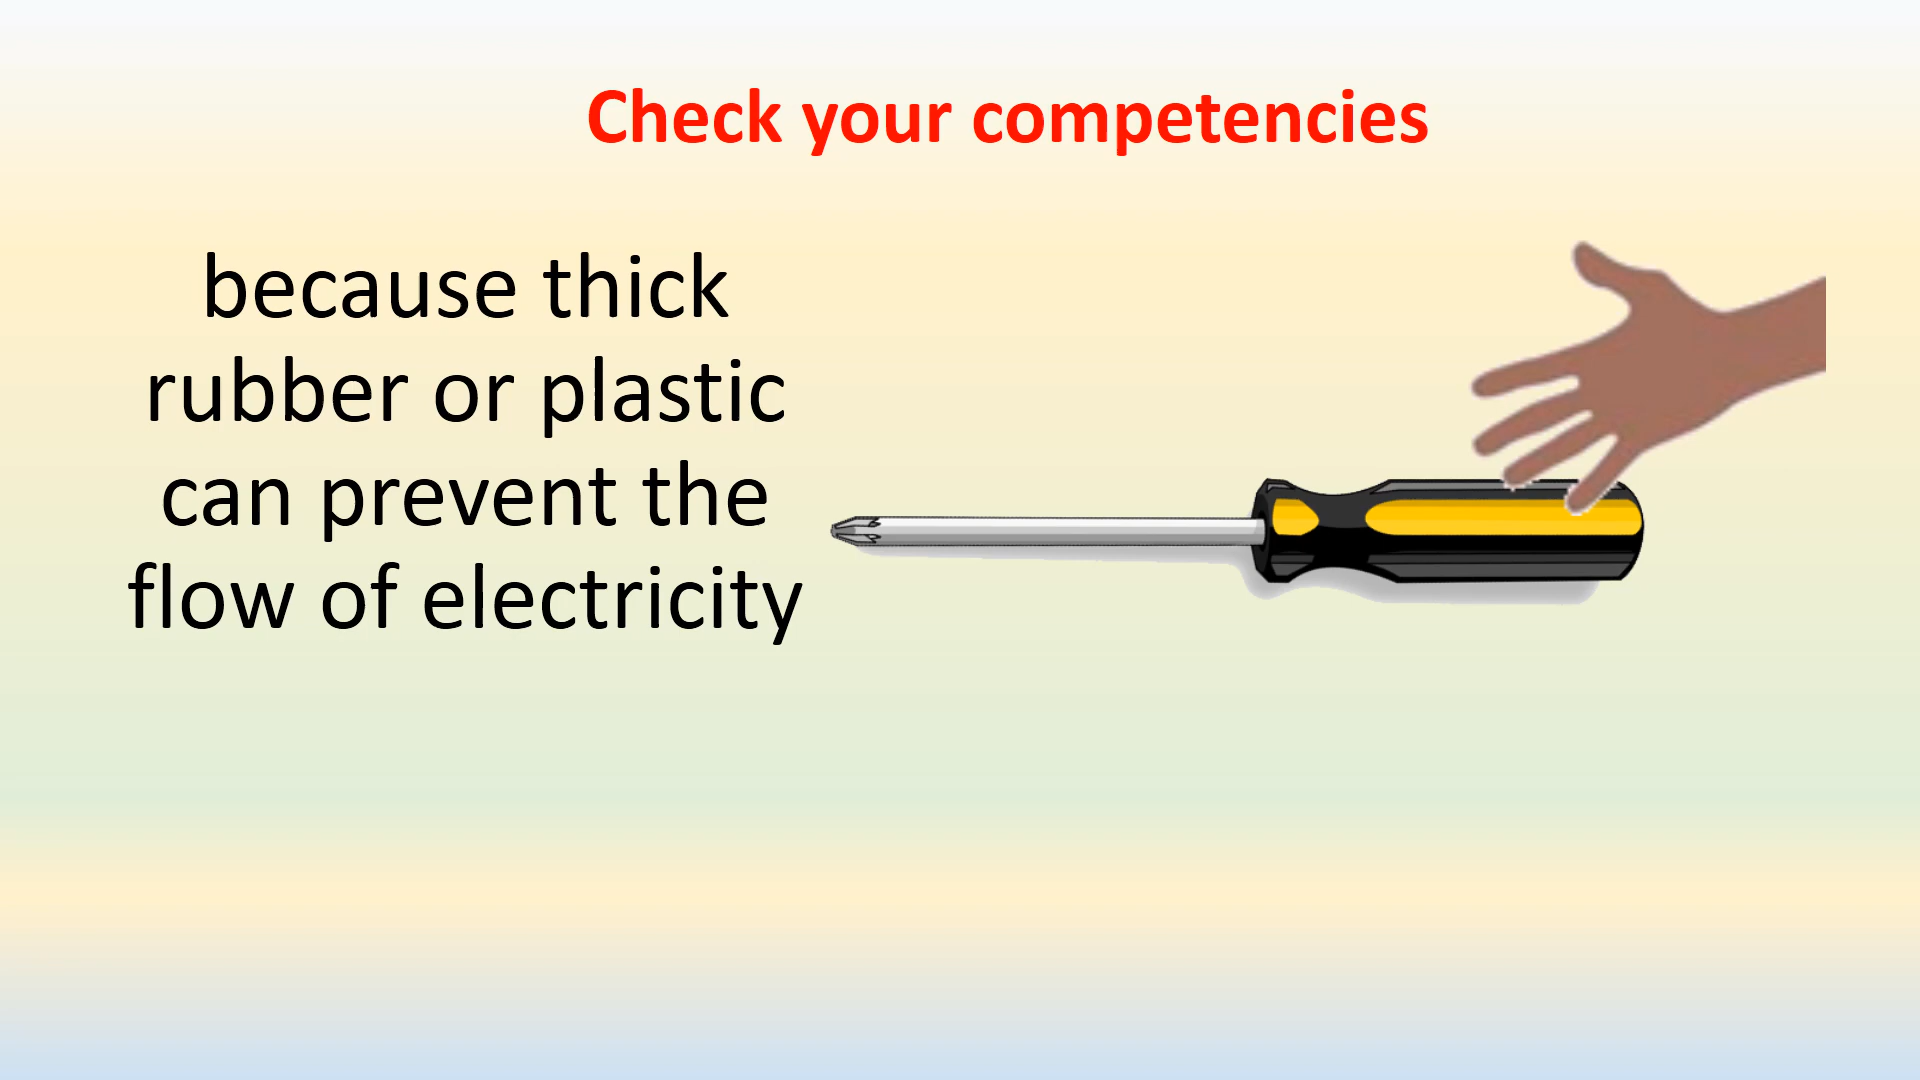 Check your competencies
because thick
rubber or plastic
can prevent the
flow of electricity